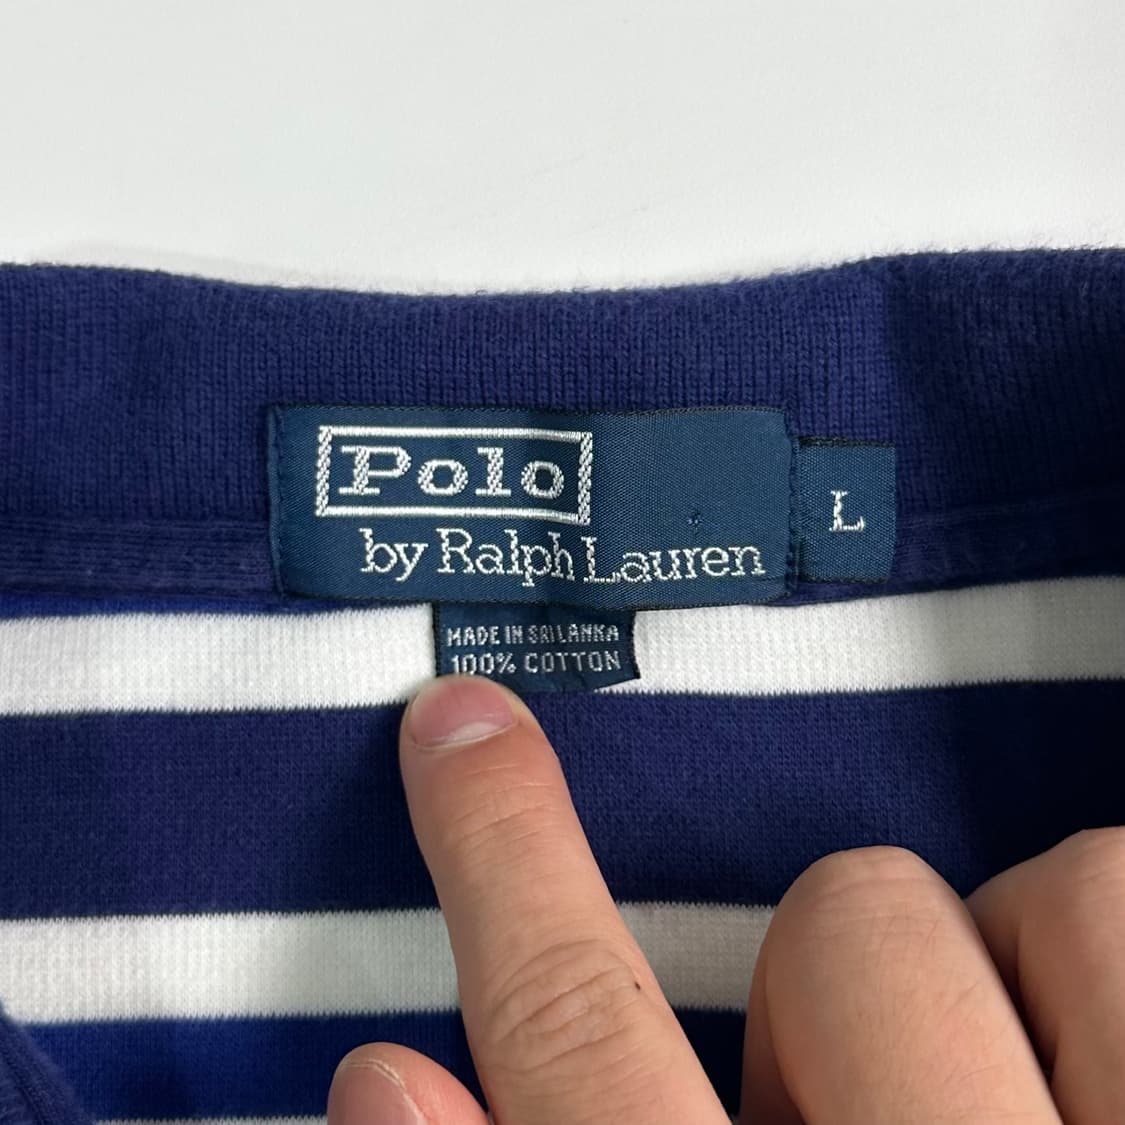 Polo
by Ralph Lauren
L
MADE IN SRI LANKA
100% COTTON